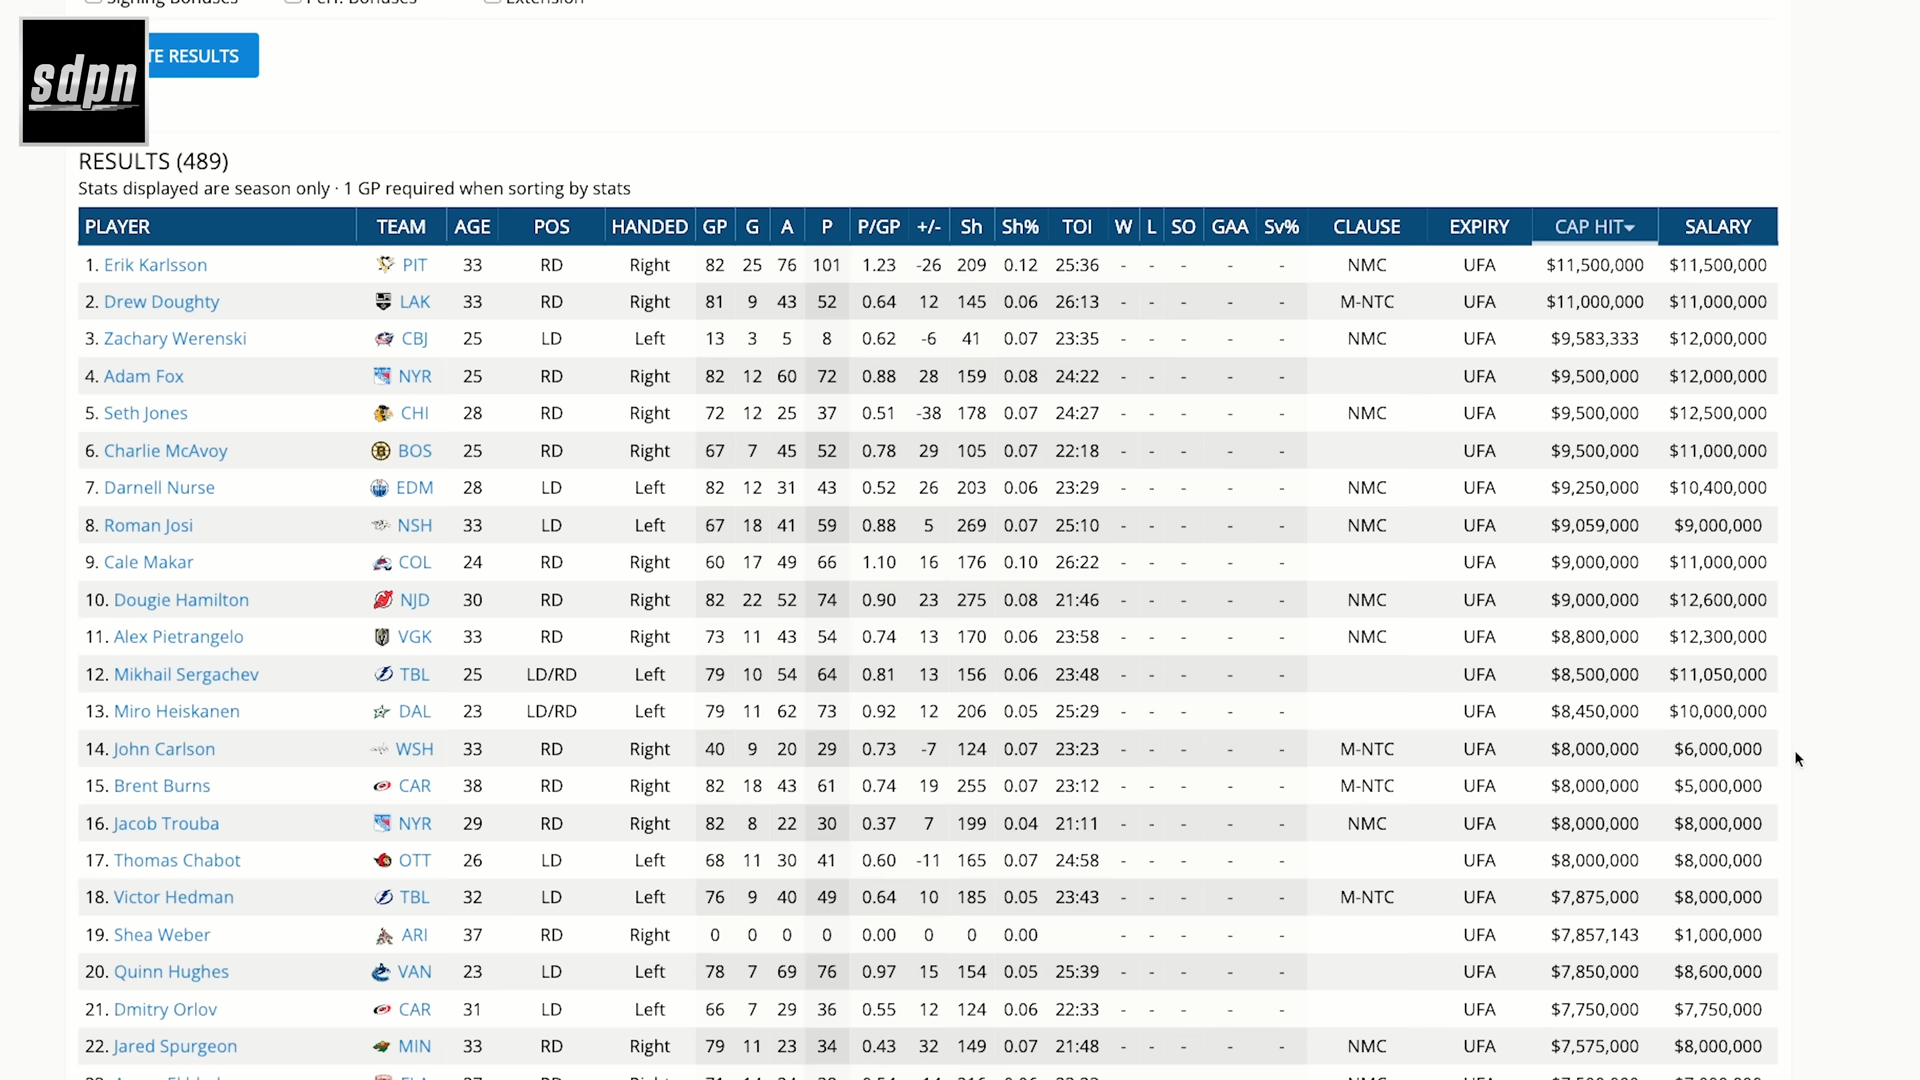 Signing Bonuses Perf. Bonuses Extension
sdpn
TE RESULTS
RESULTS (489)
Stats displayed are season only · 1 GP required when sorting by stats
PLAYER TEAM AGE POS HANDED GP G A P P/GP +/- Sh Sh% TOI W L SO GAA Sv% CLAUSE EXPIRY CAP HIT SALARY
1. Erik Karlsson PIT 33 RD Right 82 25 76 101 1.23 -26 209 0.12 25:36 - - - - - NMC UFA $11,500,000 $11,500,000
2. Drew Doughty LAK 33 RD Right 81 9 43 52 0.64 12 145 0.06 26:13 - - - - - M-NTC UFA $11,000,000 $11,000,000
3. Zachary Werenski CBJ 25 LD Left 13 3 5 8 0.62 -6 41 0.07 23:35 - - - - - NMC UFA $9,583,333 $12,000,000
4. Adam Fox NYR 25 RD Right 82 12 60 72 0.88 28 159 0.08 24:22 - - - - - UFA $9,500,000 $12,000,000
5. Seth Jones CHI 28 RD Right 72 12 25 37 0.51 -38 178 0.07 24:27 - - - - - NMC UFA $9,500,000 $12,500,000
6. Charlie McAvoy BOS 25 RD Right 67 7 45 52 0.78 29 105 0.07 22:18 - - - - - UFA $9,500,000 $11,000,000
7. Darnell Nurse EDM 28 LD Left 82 12 31 43 0.52 26 203 0.06 23:29 - - - - - NMC UFA $9,250,000 $10,400,000
8. Roman Josi NSH 33 LD Left 67 18 41 59 0.88 5 269 0.07 25:10 - - - - - NMC UFA $9,059,000 $9,000,000
9. Cale Makar COL 24 RD Right 60 17 49 66 1.10 16 176 0.10 26:22 - - - - - UFA $9,000,000 $11,000,000
10. Dougie Hamilton NJD 30 RD Right 82 22 52 74 0.90 23 275 0.08 21:46 - - - - - NMC UFA $9,000,000 $12,600,000
11. Alex Pietrangelo VGK 33 RD Right 73 11 43 54 0.74 13 170 0.06 23:58 - - - - - NMC UFA $8,800,000 $12,300,000
12. Mikhail Sergachev TBL 25 LD/RD Left 79 10 54 64 0.81 13 156 0.06 23:48 - - - - - UFA $8,500,000 $11,050,000
13. Miro Heiskanen DAL 23 LD/RD Left 79 11 62 73 0.92 12 206 0.05 25:29 - - - - - UFA $8,450,000 $10,000,000
14. John Carlson WSH 33 RD Right 40 9 20 29 0.73 -7 124 0.07 23:23 - - - - - M-NTC UFA $8,000,000 $6,000,000
15. Brent Burns CAR 38 RD Right 82 18 43 61 0.74 19 255 0.07 23:12 - - - - - M-NTC UFA $8,000,000 $5,000,000
16. Jacob Trouba NYR 29 RD Right 82 8 22 30 0.37 7 199 0.04 21:11 - - - - - NMC UFA $8,000,000 $8,000,000
17. Thomas Chabot OTT 26 LD Left 68 11 30 41 0.60 -11 165 0.07 24:58 - - - - - UFA $8,000,000 $8,000,000
18. Victor Hedman TBL 32 LD Left 76 9 40 49 0.64 10 185 0.05 23:43 - - - - - M-NTC UFA $7,875,000 $8,000,000
19. Shea Weber ARI 37 RD Right 0 0 0 0 0.00 0 0 0.00 - - - - - UFA $7,857,143 $1,000,000
20. Quinn Hughes VAN 23 LD Left 78 7 69 76 0.97 15 154 0.05 25:39 - - - - - UFA $7,850,000 $8,600,000
21. Dmitry Orlov CAR 31 LD Left 66 7 29 36 0.55 12 124 0.06 22:33 - - - - - UFA $7,750,000 $7,750,000
22. Jared Spurgeon MIN 33 RD Right 79 11 23 34 0.43 32 149 0.07 21:48 - - - - - NMC UFA $7,575,000 $8,000,000